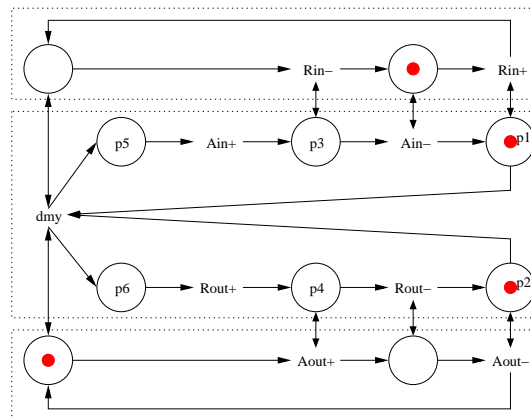 Rin− Rin+
p5 Ain+ p3 Ain− p1
dmy
p6 Rout+ p4 Rout− p2
Aout+ Aout−